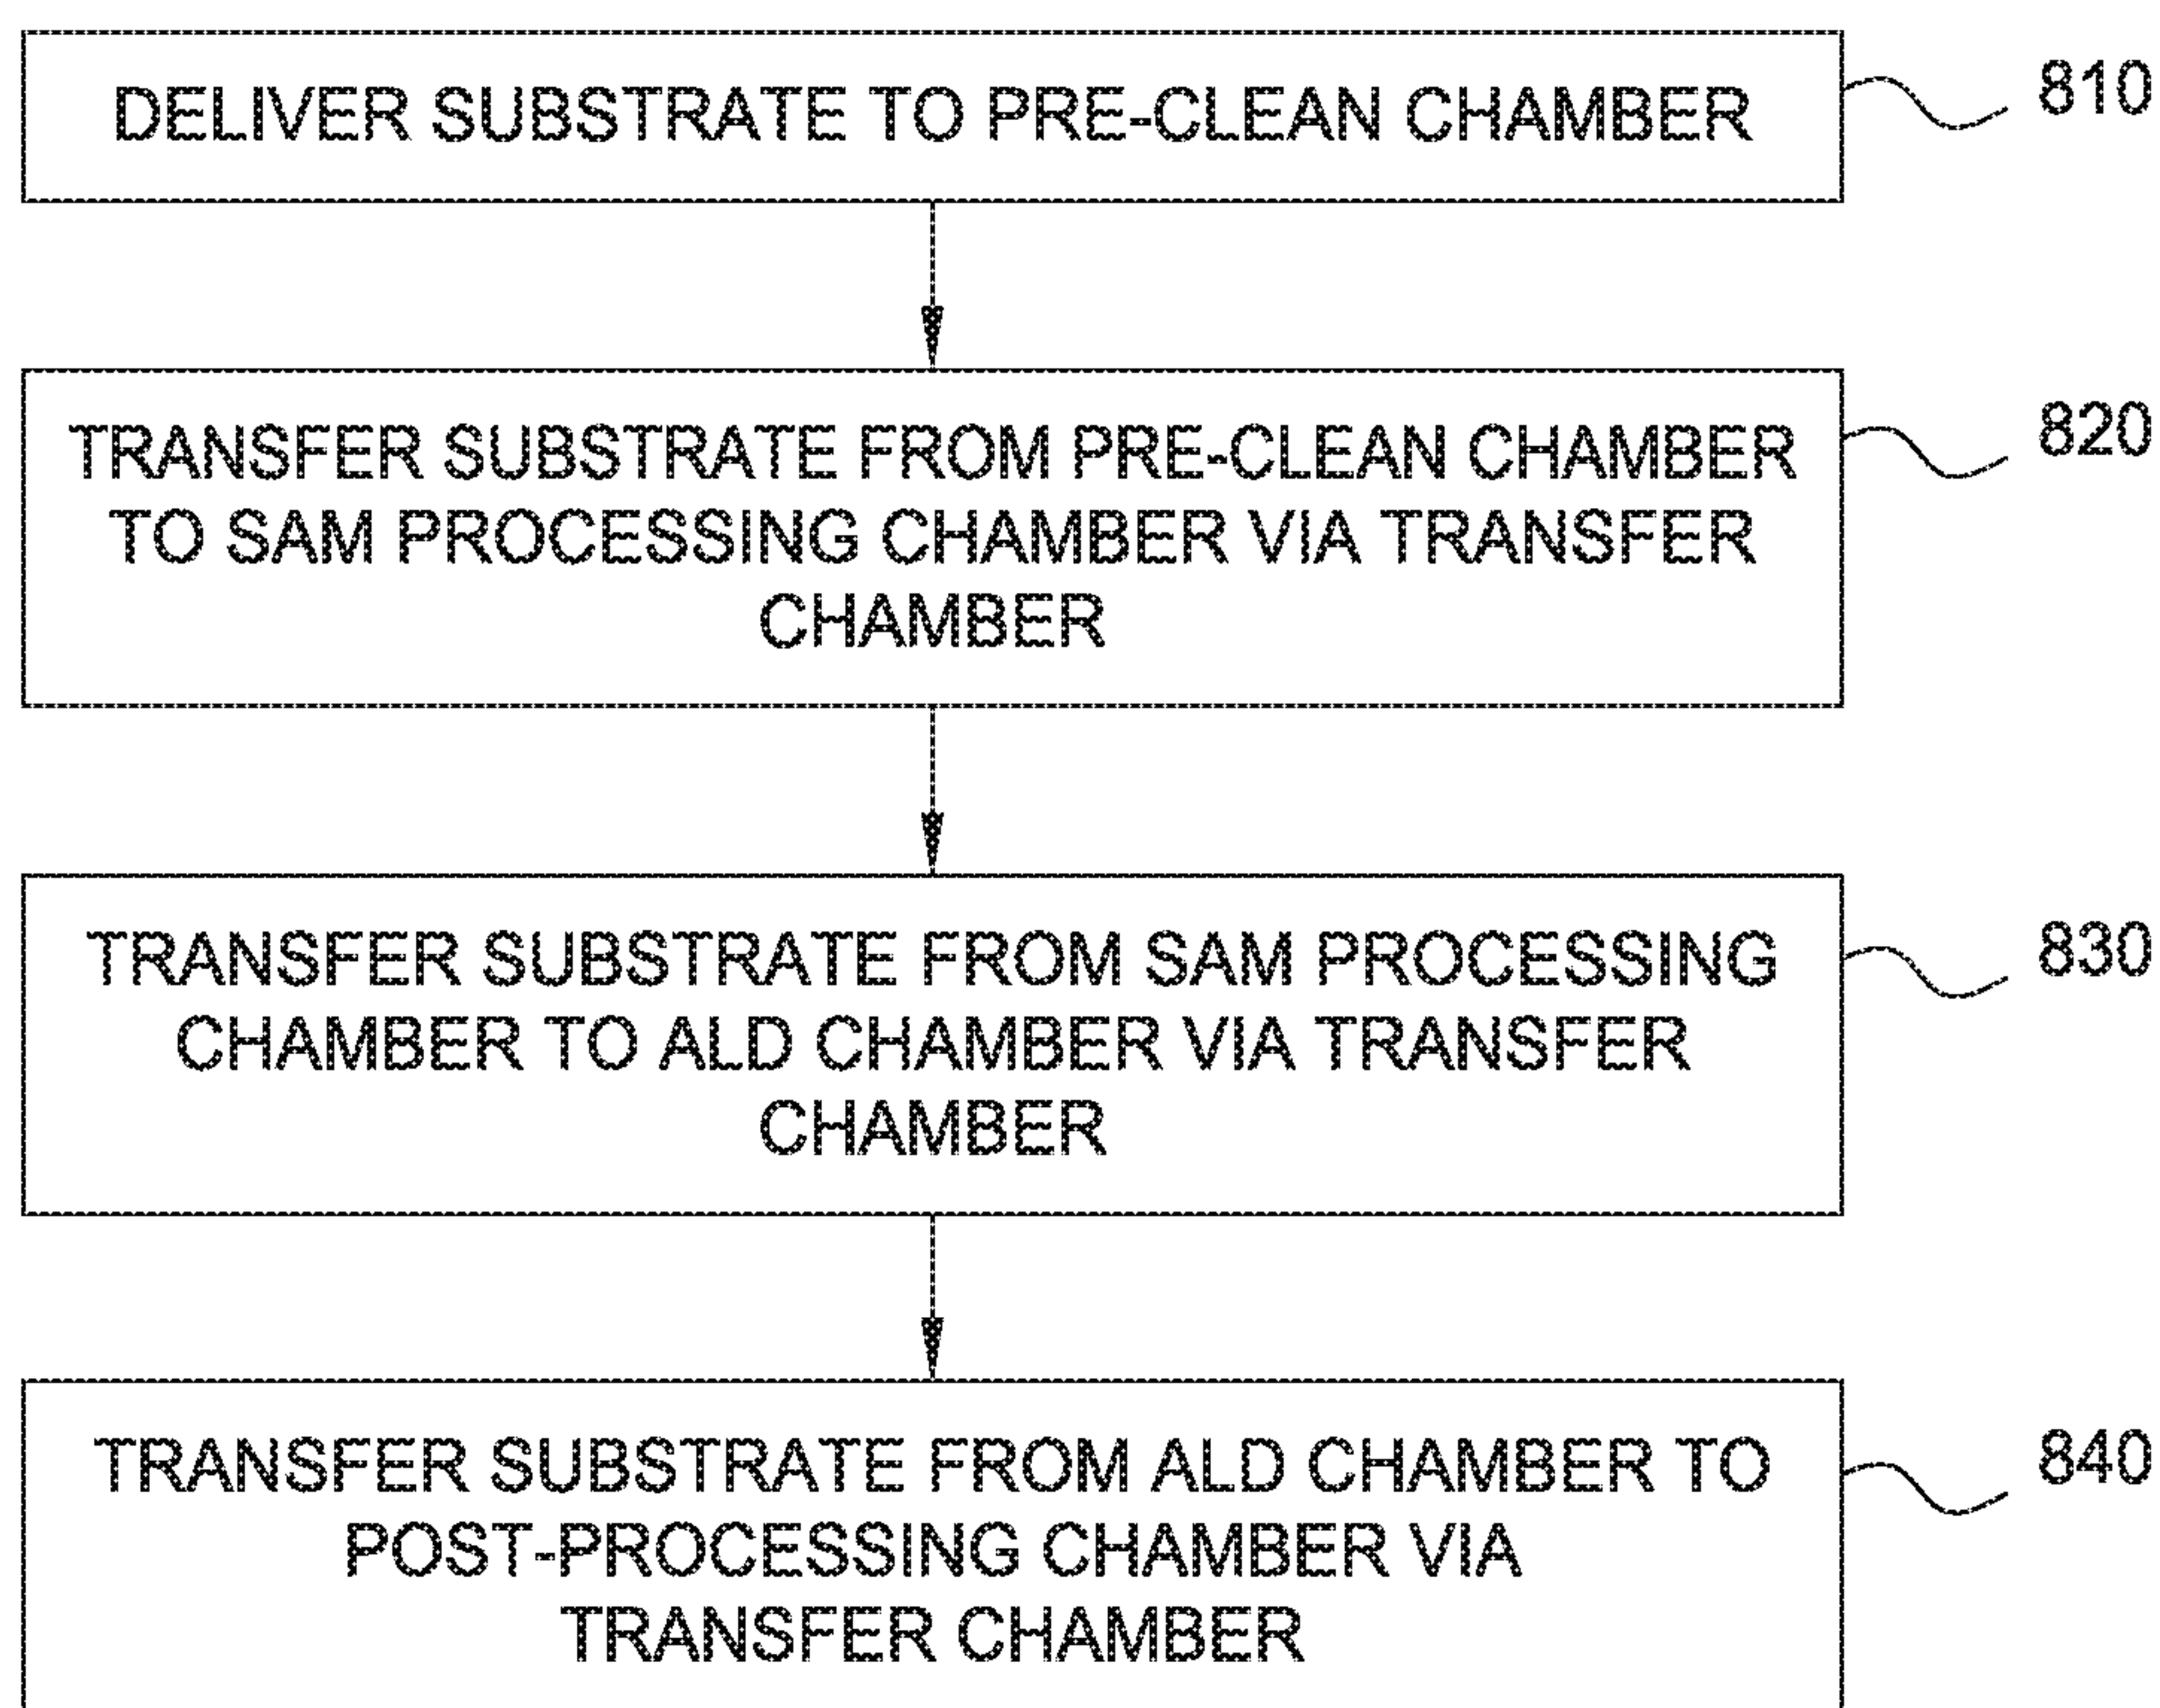 DELIVER SUBSTRATE TO PRE-CLEAN CHAMBER
810
TRANSFER SUBSTRATE FROM PRE-CLEAN CHAMBER
TO SAM PROCESSING CHAMBER VIA TRANSFER
CHAMBER
820
TRANSFER SUBSTRATE FROM SAM PROCESSING
CHAMBER TO ALD CHAMBER VIA TRANSFER
CHAMBER
830
TRANSFER SUBSTRATE FROM ALD CHAMBER TO
POST-PROCESSING CHAMBER VIA
TRANSFER CHAMBER
840